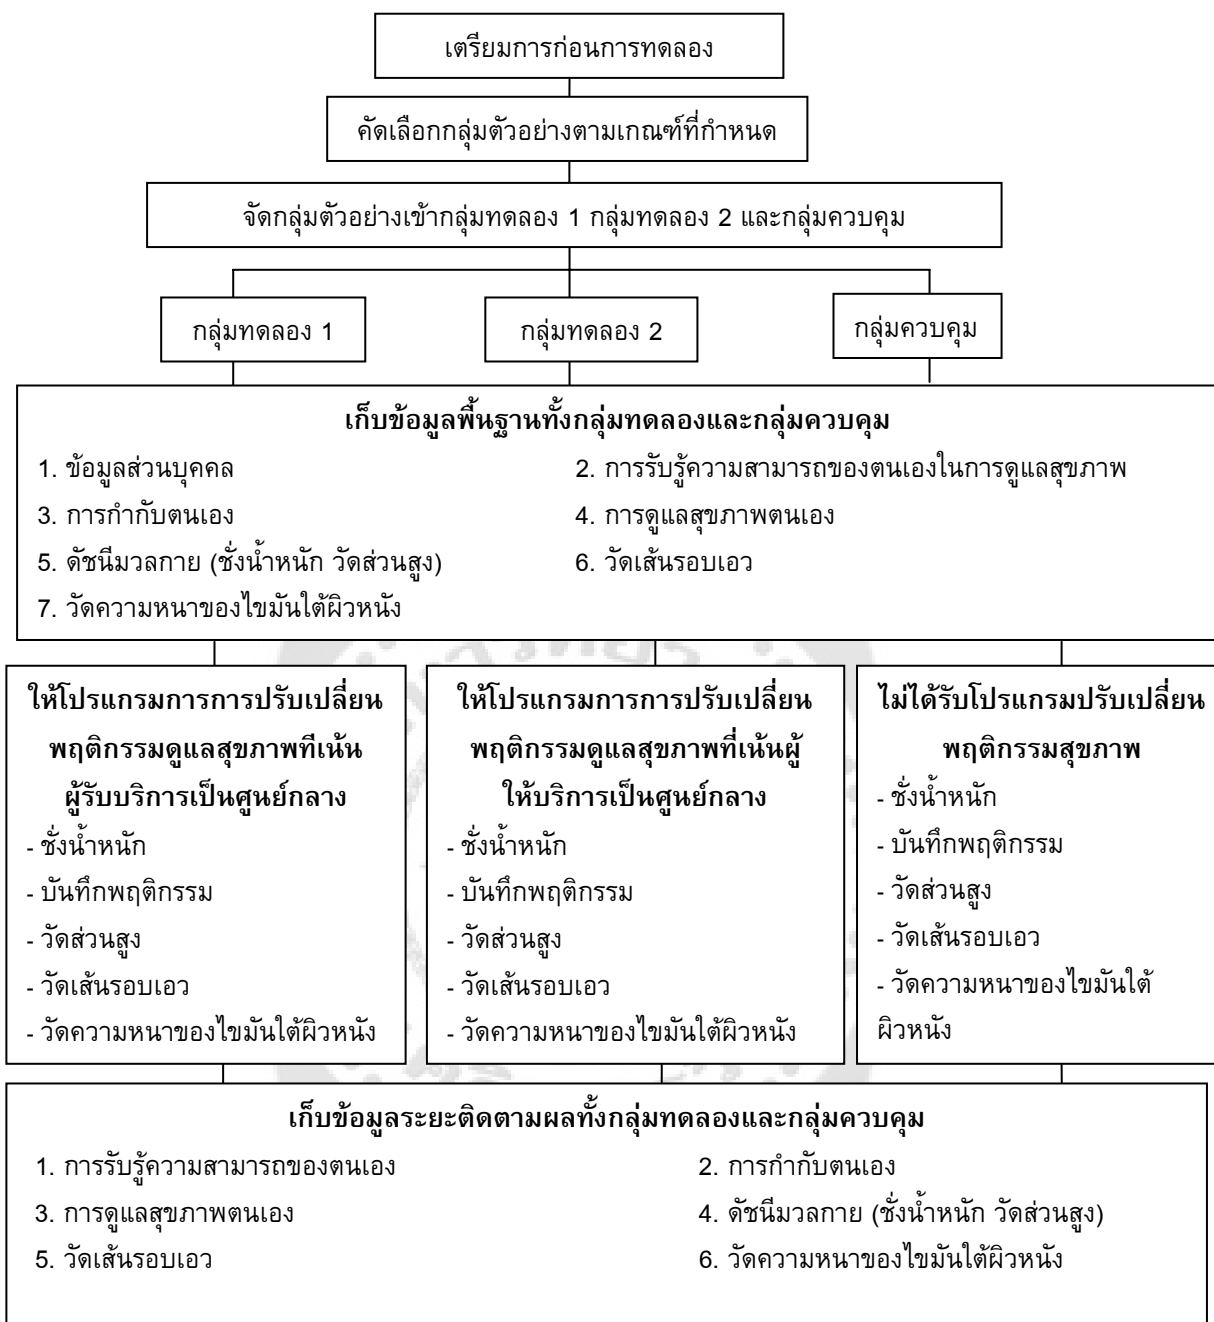 เตรียมการก่อนการทดลอง
คัดเลือกกลุ่มตัวอย่างตามเกณฑ์ที่กำหนด
จัดกลุ่มตัวอย่างเข้ากลุ่มทดลอง 1 กลุ่มทดลอง 2 และกลุ่มควบคุม
กลุ่มทดลอง 1
กลุ่มทดลอง 2
กลุ่มควบคุม
เก็บข้อมูลพื้นฐานทั้งกลุ่มทดลองและกลุ่มควบคุม
1. ข้อมูลส่วนบุคคล
2. การรับรู้ความสามารถของตนเองในการดูแลสุขภาพ
3. การกำกับตนเอง
4. การดูแลสุขภาพตนเอง
5. ดัชนีมวลกาย (ชั่งน้ำหนัก วัดส่วนสูง)
6. วัดเส้นรอบเอว
7. วัดความหนาของไขมันใต้ผิวหนัง
ให้โปรแกรมการการปรับเปลี่ยน
พฤติกรรมดูแลสุขภาพทีเน้น
ผู้รับบริการเป็นศูนย์กลาง
- ชั่งน้ำหนัก
- บันทึกพฤติกรรม
- วัดส่วนสูง
- วัดเส้นรอบเอว
- วัดความหนาของไขมันใต้ผิวหนัง
ให้โปรแกรมการการปรับเปลี่ยน
พฤติกรรมดูแลสุขภาพที่เน้นผู้
ให้บริการเป็นศูนย์กลาง
- ชั่งน้ำหนัก
- บันทึกพฤติกรรม
- วัดส่วนสูง
- วัดเส้นรอบเอว
- วัดความหนาของไขมันใต้ผิวหนัง
ไม่ได้รับโปรแกรมปรับเปลี่ยน
พฤติกรรมสุขภาพ
- ชั่งน้ำหนัก
- บันทึกพฤติกรรม
- วัดส่วนสูง
- วัดเส้นรอบเอว
- วัดความหนาของไขมันใต้
ผิวหนัง
เก็บข้อมูลระยะติดตามผลทั้งกลุ่มทดลองและกลุ่มควบคุม
1. การรับรู้ความสามารถของตนเอง
2. การกำกับตนเอง
3. การดูแลสุขภาพตนเอง
4. ดัชนีมวลกาย (ชั่งน้ำหนัก วัดส่วนสูง)
5. วัดเส้นรอบเอว
6. วัดความหนาของไขมันใต้ผิวหนัง